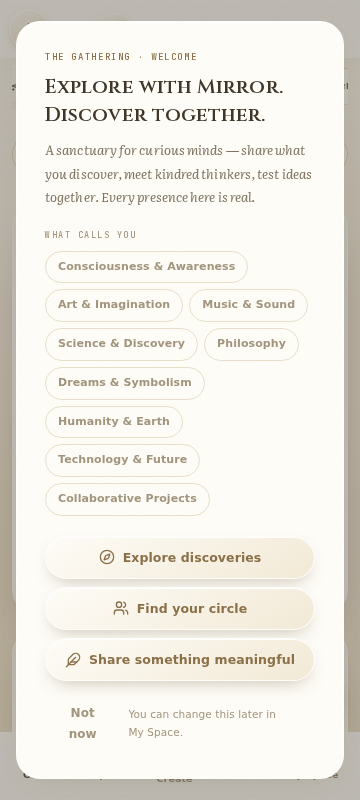 THE GATHERING · WELCOME
Explore with Mirror.
Discover together.
A sanctuary for curious minds — share what
you discover, meet kindred thinkers, test ideas
together. Every presence here is real.
WHAT CALLS YOU
Consciousness & Awareness
Art & Imagination
Music & Sound
Science & Discovery
Philosophy
Dreams & Symbolism
Humanity & Earth
Technology & Future
Collaborative Projects
Explore discoveries
Find your circle
Share something meaningful
Not
now
You can change this later in
My Space.
Create